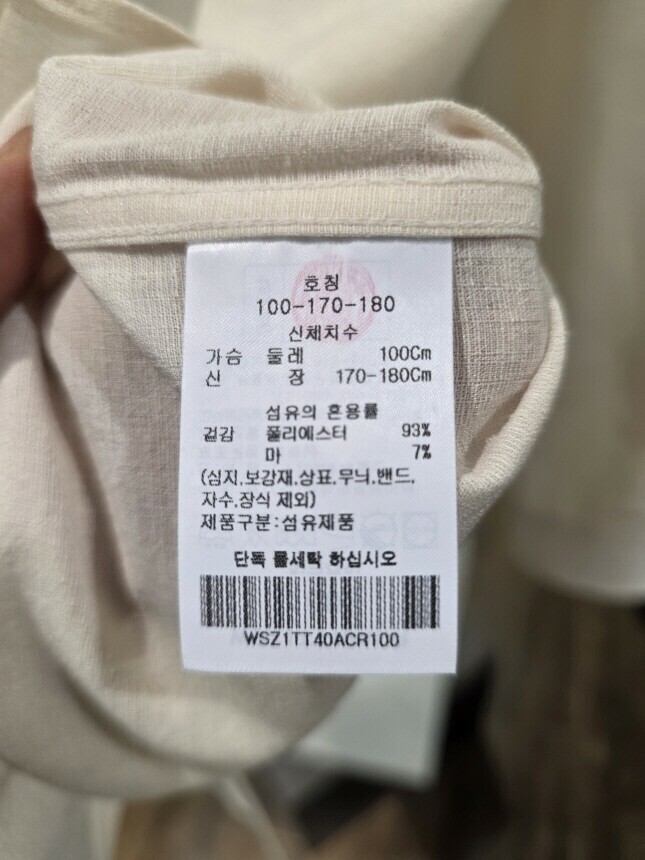 호칭
100-170-180
신체치수
가슴 둘레 100Cm
신 장 170-180Cm
섬유의 혼용률
겉감 폴리에스터 93%
마 7%
(심지,보강재,상표,무늬,밴드,
자수,장식 제외)
제품구분:섬유제품
단독 물세탁 하십시오
WSZ1TT40ACR100